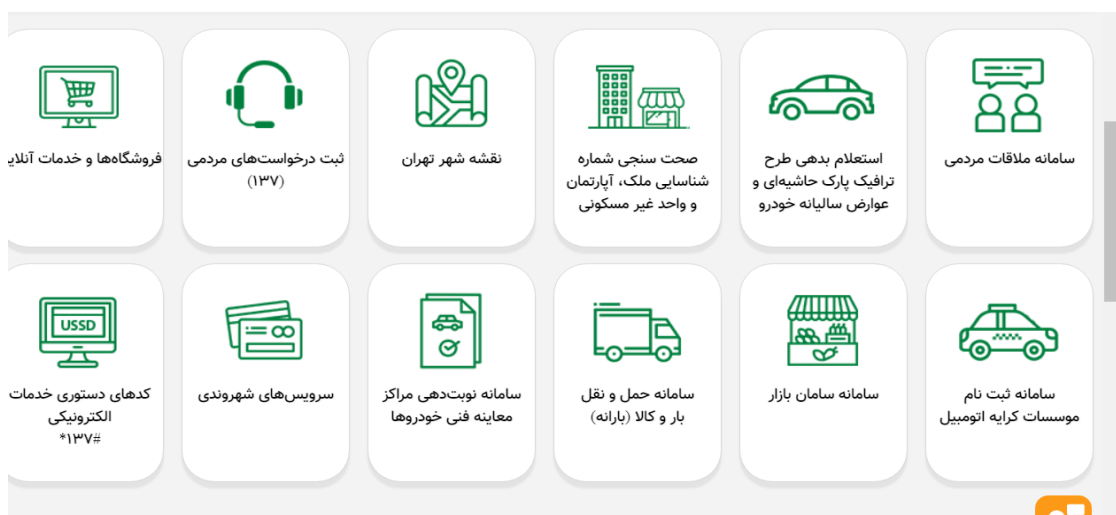 سامانه ملاقات مردمی
استعلام بدهی طرح
ترافیک پارک حاشیه‌ای و
عوارض سالیانه خودرو
صحت سنجی شماره
شناسایی ملک، آپارتمان
و واحد غیر مسکونی
نقشه شهر تهران
ثبت درخواست‌های مردمی
(۱۳۷)
فروشگاه‌ها و خدمات آنلای
سامانه ثبت نام
موسسات کرایه اتومبیل
سامانه سامان بازار
سامانه حمل و نقل
بار و کالا (بارانه)
سامانه نوبت‌دهی مراکز
معاینه فنی خودروها
سرویس‌های شهروندی
USSD
کدهای دستوری خدمات
الکترونیکی
*۱۳۷#